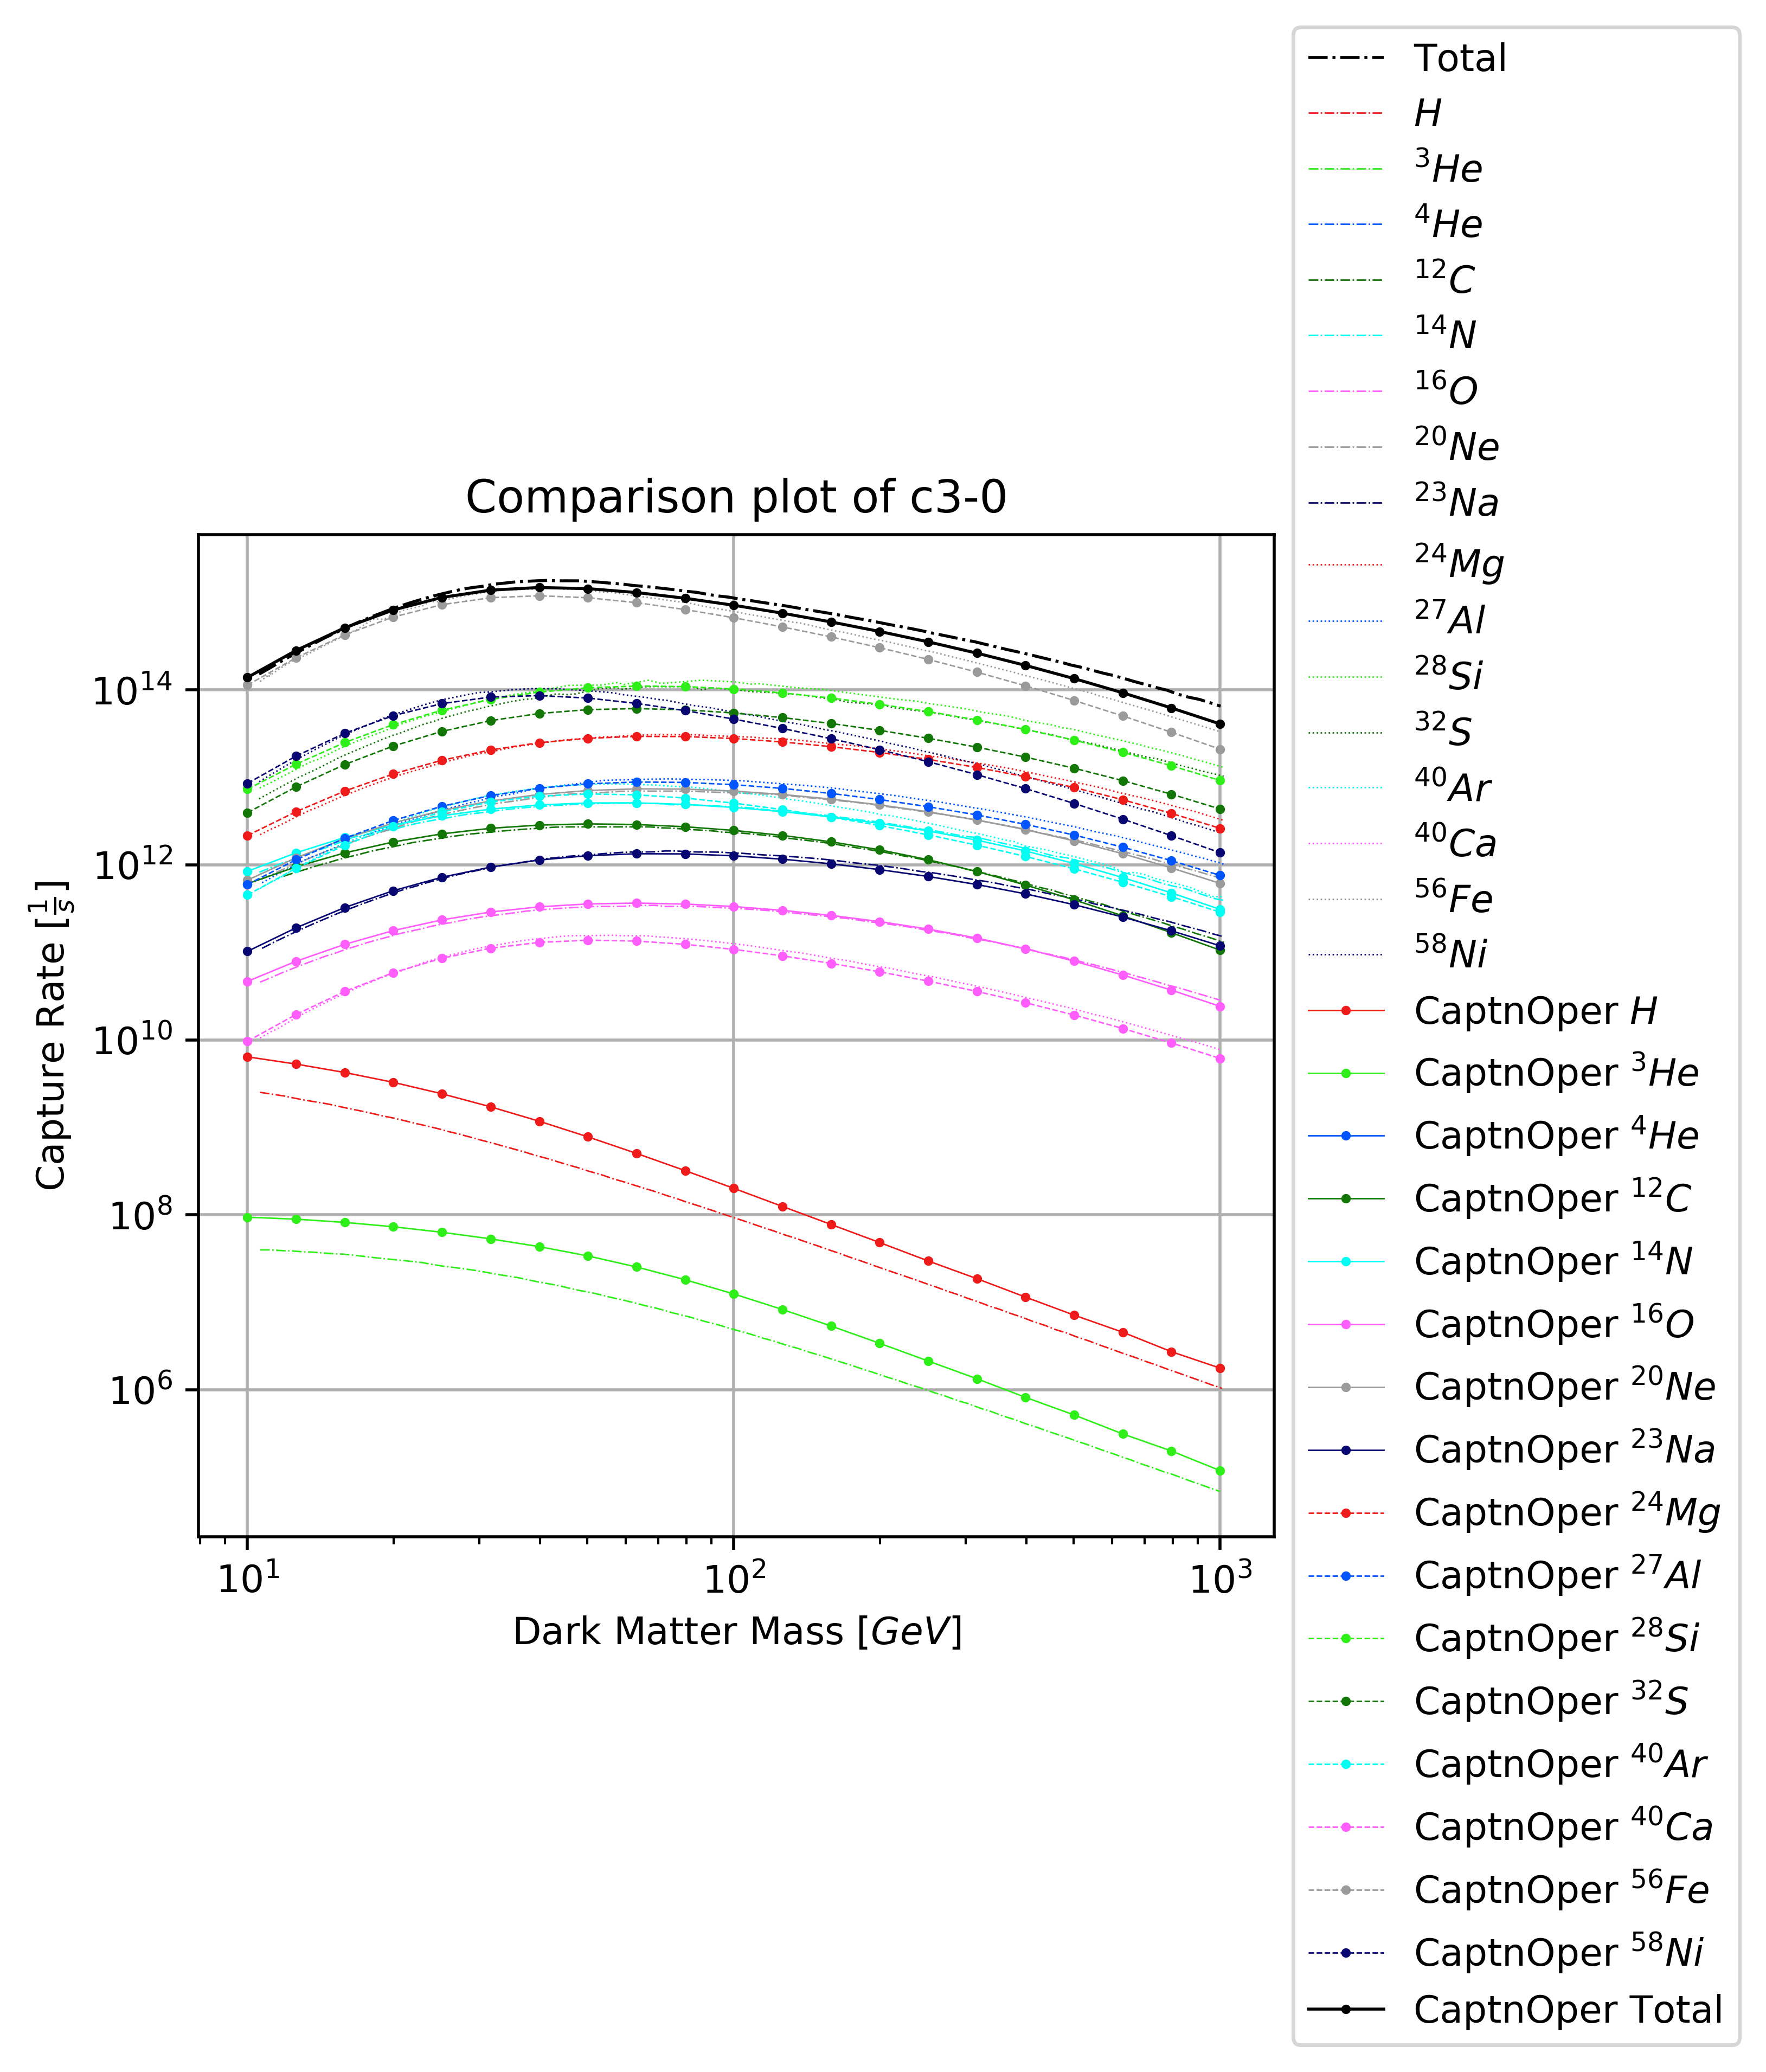 Comparison plot of c3-0
Capture Rate [1/s]
10^14
10^12
10^10
10^8
10^6
10^1
10^2
10^3
Dark Matter Mass [GeV]
Total
H
^3He
^4He
^12C
^14N
^16O
^20Ne
^23Na
^24Mg
^27Al
^28Si
^32S
^40Ar
^40Ca
^56Fe
^58Ni
CaptnOper H
CaptnOper ^3He
CaptnOper ^4He
CaptnOper ^12C
CaptnOper ^14N
CaptnOper ^16O
CaptnOper ^20Ne
CaptnOper ^23Na
CaptnOper ^24Mg
CaptnOper ^27Al
CaptnOper ^28Si
CaptnOper ^32S
CaptnOper ^40Ar
CaptnOper ^40Ca
CaptnOper ^56Fe
CaptnOper ^58Ni
CaptnOper Total